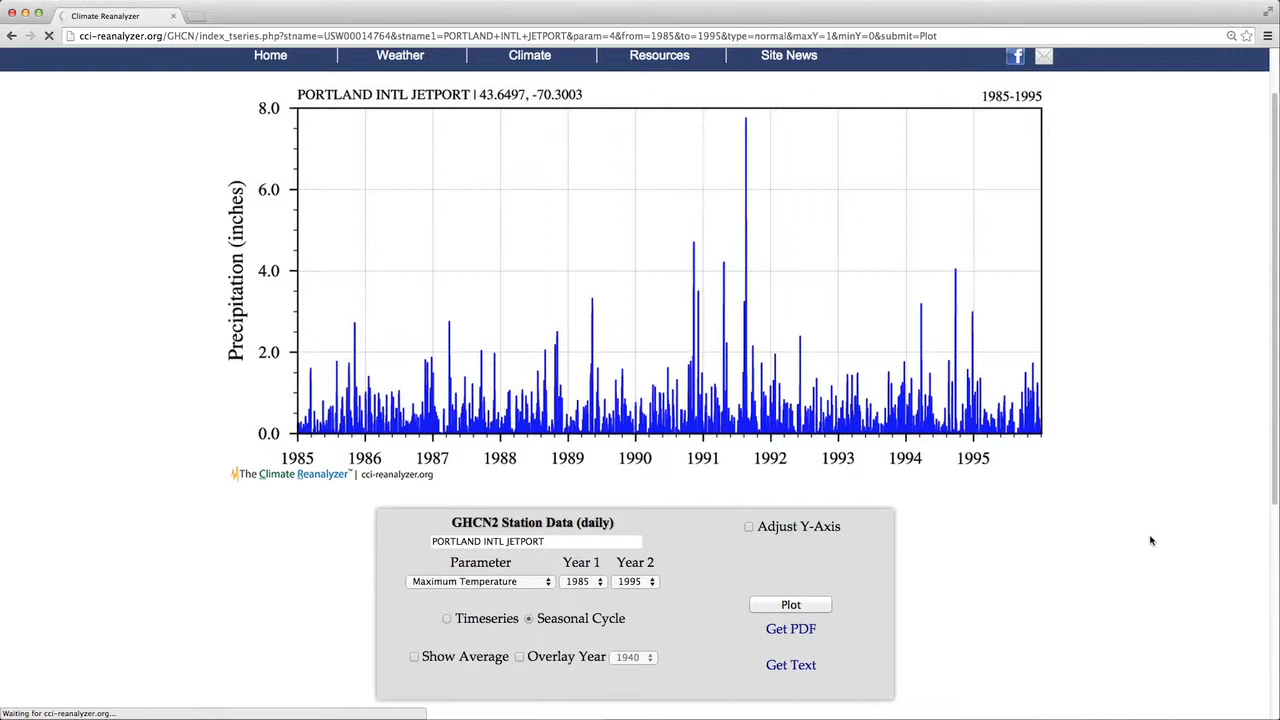 Climate Reanalyzer
cci-reanalyzer.org/GHCN/index_tseries.php?stname=USW00014764&stname1=PORTLAND+INTL+JETPORT&param=4&from=1985&to=1995&type=normal&maxY=1&minY=0&submit=Plot
Home Weather Climate Resources Site News
PORTLAND INTL JETPORT | 43.6497, -70.3003 1985-1995
Precipitation (inches)
8.0
6.0
4.0
2.0
0.0
1985 1986 1987 1988 1989 1990 1991 1992 1993 1994 1995
The Climate Reanalyzer™ | cci-reanalyzer.org
GHCN2 Station Data (daily)
Adjust Y-Axis
PORTLAND INTL JETPORT
Parameter Year 1 Year 2
Maximum Temperature 1985 1995
Plot
Timeseries Seasonal Cycle
Get PDF
Show Average Overlay Year 1940
Get Text
Waiting for cci-reanalyzer.org...